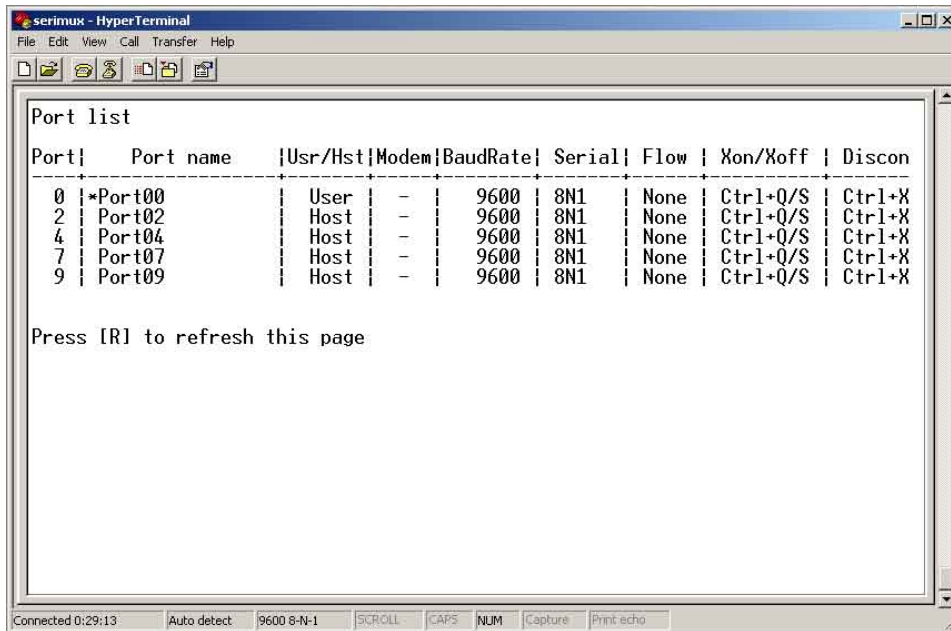 serimux - HyperTerminal
File Edit View Call Transfer Help
Port list
Port| Port name |Usr/Hst|Modem|BaudRate| Serial| Flow | Xon/Xoff | Discon
0 |*Port00 | User | - | 9600 | 8N1 | None | Ctrl+Q/S | Ctrl+X
2 | Port02 | Host | - | 9600 | 8N1 | None | Ctrl+Q/S | Ctrl+X
4 | Port04 | Host | - | 9600 | 8N1 | None | Ctrl+Q/S | Ctrl+X
7 | Port07 | Host | - | 9600 | 8N1 | None | Ctrl+Q/S | Ctrl+X
9 | Port09 | Host | - | 9600 | 8N1 | None | Ctrl+Q/S | Ctrl+X
Press [R] to refresh this page
Connected 0:29:13 Auto detect 9600 8-N-1 SCROLL CAPS NUM Capture Print echo